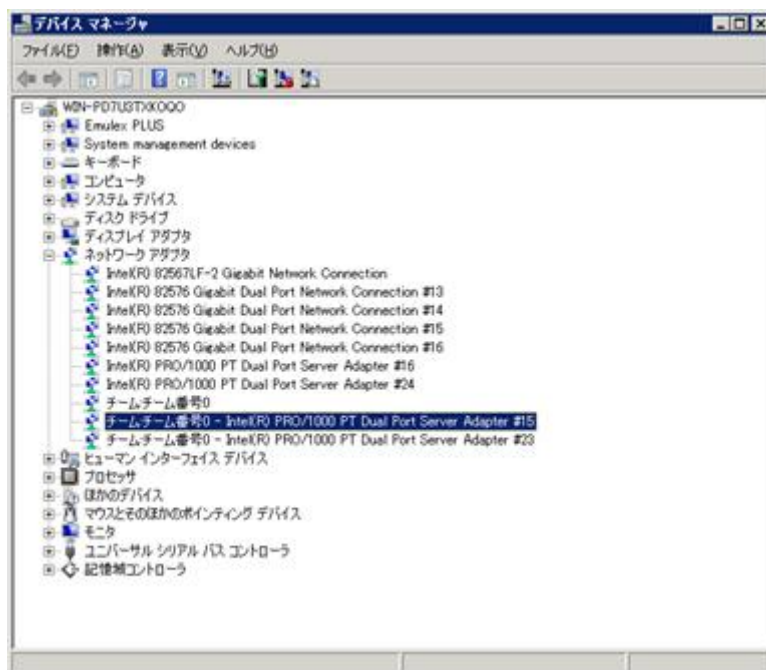 デバイス マネージャ
ファイル(F) 操作(A) 表示(V) ヘルプ(H)
WIN-PD7U3TXKOQO
Emulex PLUS
System management devices
キーボード
コンピュータ
システム デバイス
ディスク ドライブ
ディスプレイ アダプタ
ネットワーク アダプタ
Intel(R) 82567LF-2 Gigabit Network Connection
Intel(R) 82576 Gigabit Dual Port Network Connection #13
Intel(R) 82576 Gigabit Dual Port Network Connection #14
Intel(R) 82576 Gigabit Dual Port Network Connection #15
Intel(R) 82576 Gigabit Dual Port Network Connection #16
Intel(R) PRO/1000 PT Dual Port Server Adapter #16
Intel(R) PRO/1000 PT Dual Port Server Adapter #24
チームチーム番号0
チームチーム番号0 - Intel(R) PRO/1000 PT Dual Port Server Adapter #15
チームチーム番号0 - Intel(R) PRO/1000 PT Dual Port Server Adapter #23
ヒューマン インターフェイス デバイス
プロセッサ
ほかのデバイス
マウスとそのほかのポインティング デバイス
モニタ
ユニバーサル シリアル バス コントローラ
記憶域コントローラ